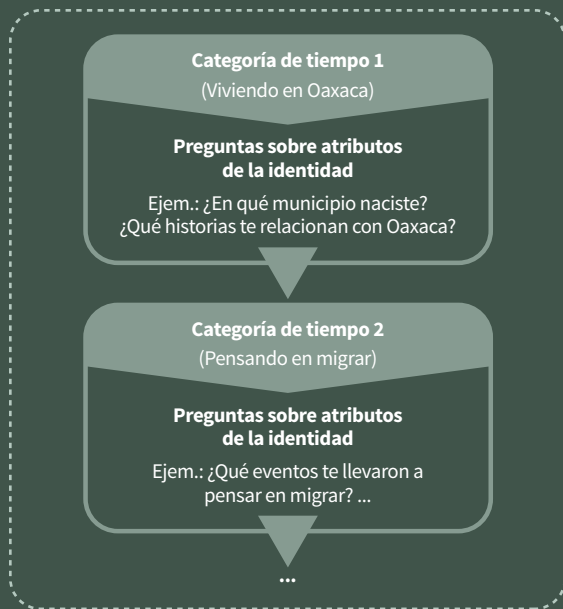 Categoría de tiempo 1
(Viviendo en Oaxaca)
Preguntas sobre atributos
de la identidad
Ejem.: ¿En qué municipio naciste?
¿Qué historias te relacionan con Oaxaca?
Categoría de tiempo 2
(Pensando en migrar)
Preguntas sobre atributos
de la identidad
Ejem.: ¿Qué eventos te llevaron a
pensar en migrar? ...
...